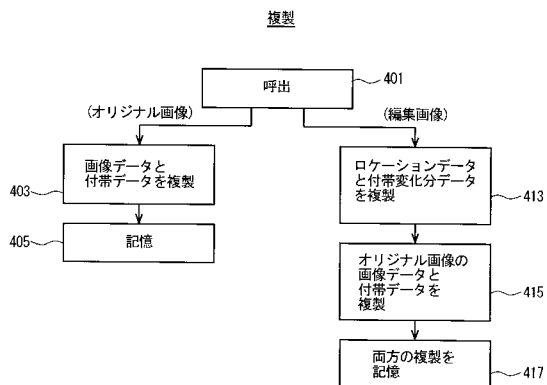 複製
呼出
401
(オリジナル画像)
(編集画像)
画像データと
付帯データを複製
403
記憶
405
ロケーションデータ
と付帯変化分データ
を複製
413
オリジナル画像の
画像データと
付帯データを
複製
415
両方の複製を
記憶
417